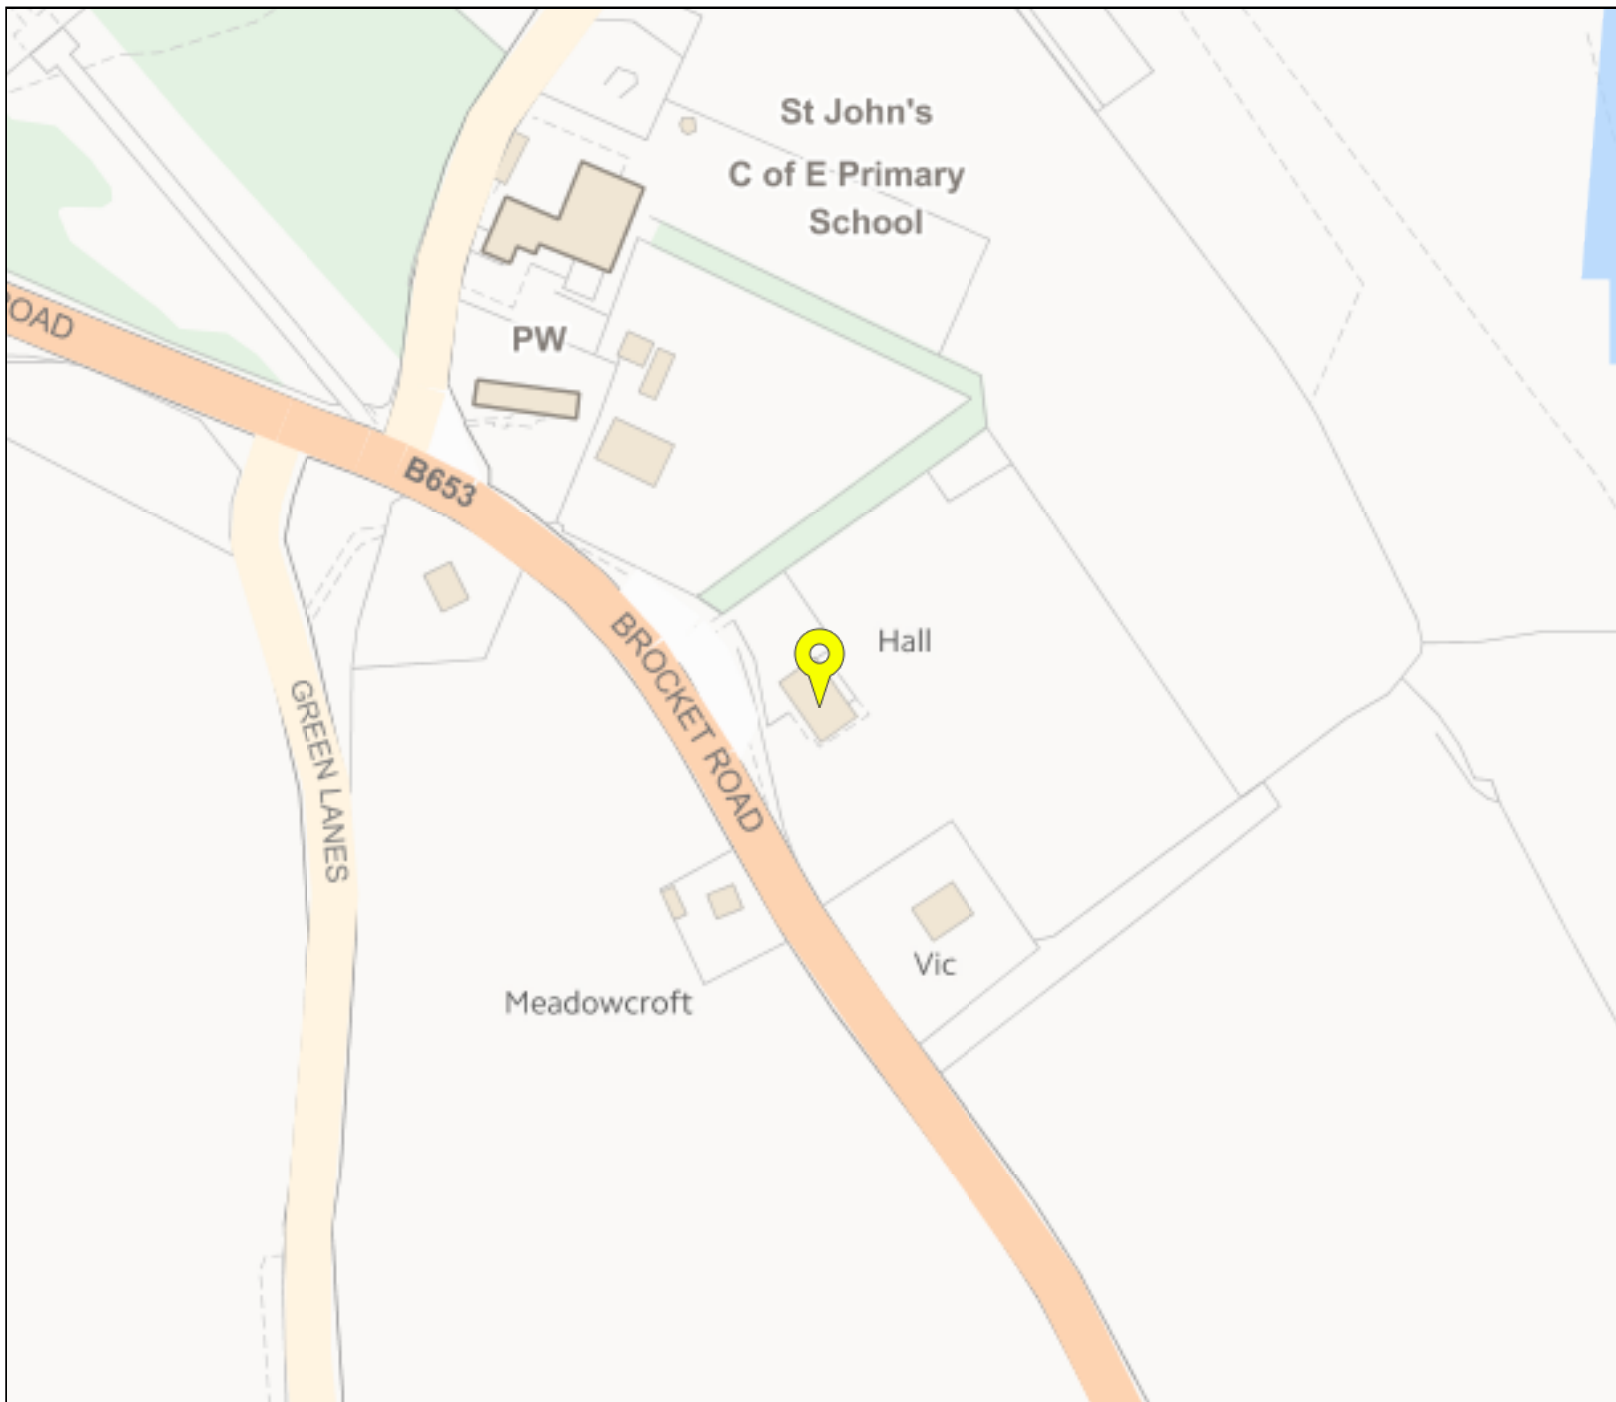 St John's
C of E Primary
School
OAD
PW
B653
BROCKET ROAD
Hall
GREEN LANES
Vic
Meadowcroft